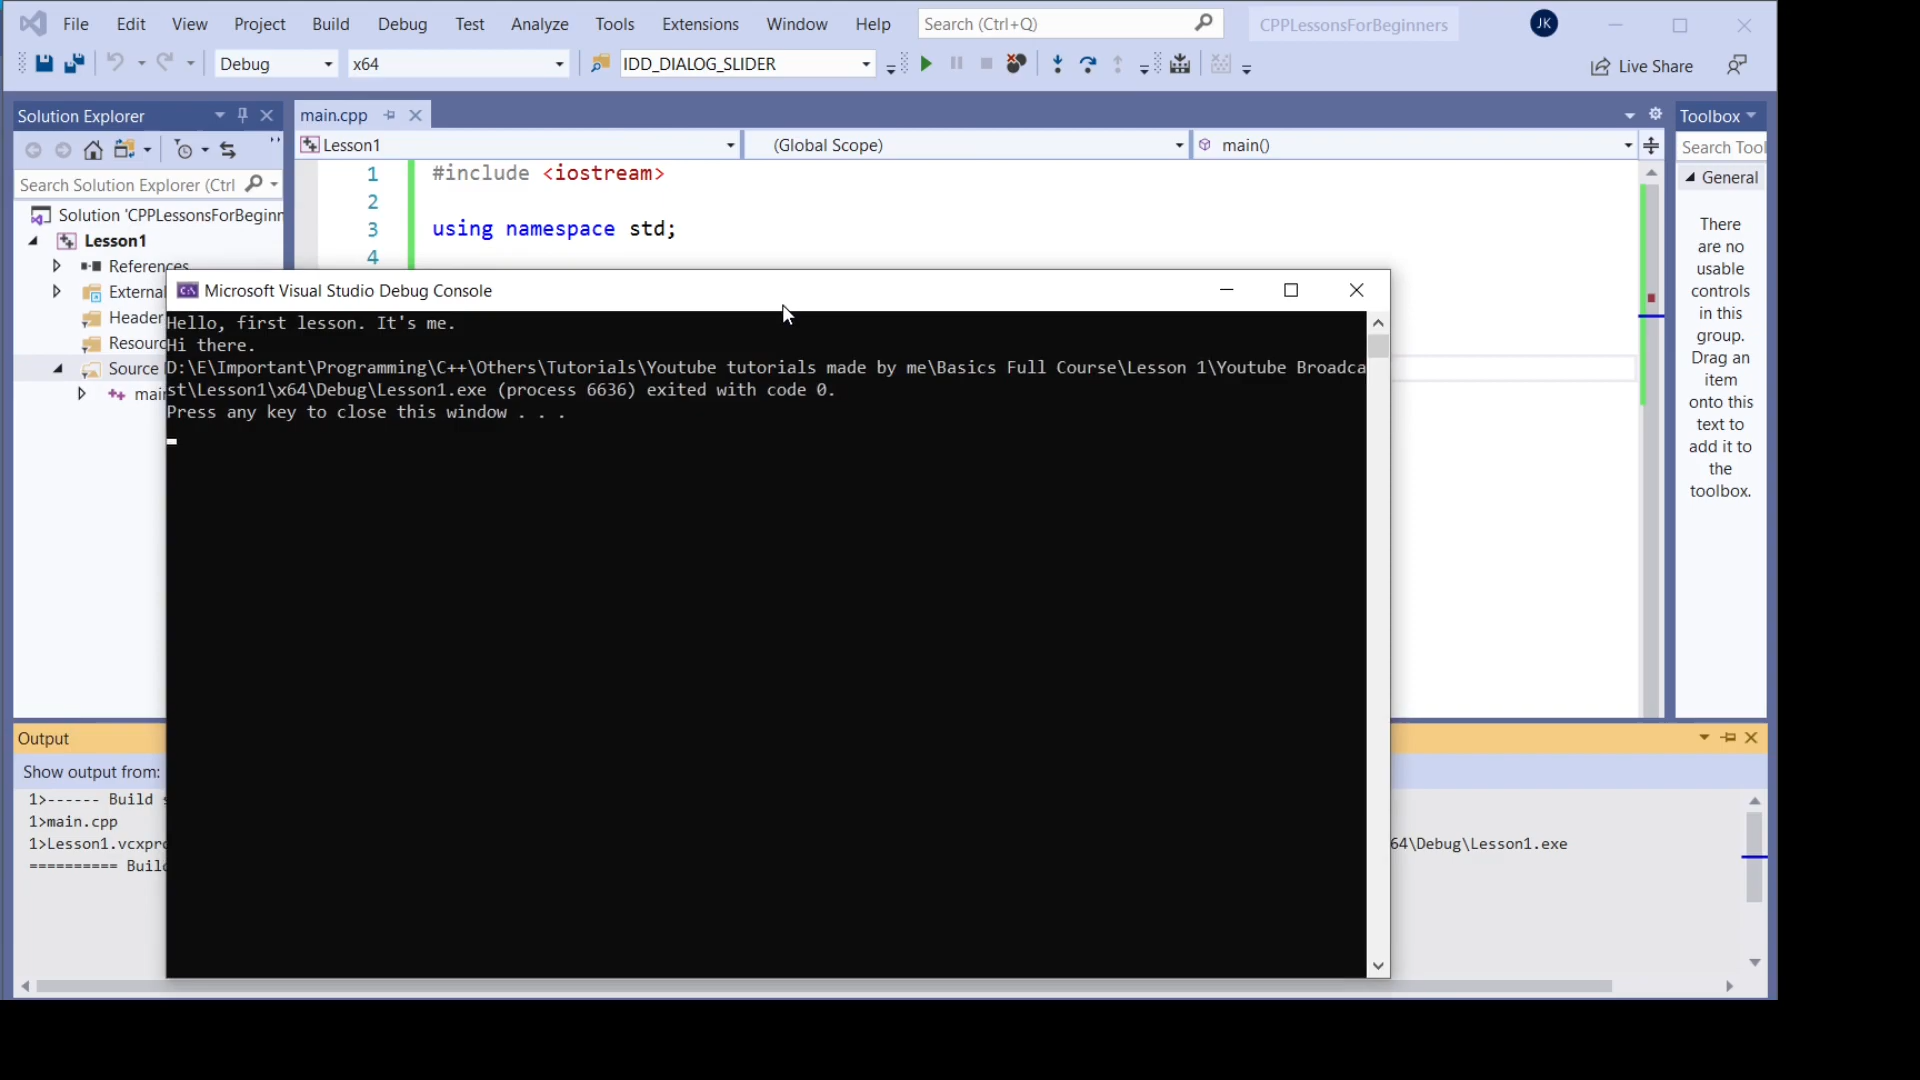 File Edit View Project Build Debug Test Analyze Tools Extensions Window Help Search (Ctrl+Q) CPPLessonsForBeginners JK
Debug x64 IDD_DIALOG_SLIDER Live Share
Solution Explorer
Search Solution Explorer (Ctrl
Solution 'CPPLessonsForBeginn
Lesson1
References
External
Header
Resourc
Source
mai
main.cpp
Lesson1 (Global Scope) main()
1 #include <iostream>
2
3 using namespace std;
4
Microsoft Visual Studio Debug Console
Hello, first lesson. It's me.
Hi there.
D:\E\Important\Programming\C++\Others\Tutorials\Youtube tutorials made by me\Basics Full Course\Lesson 1\Youtube Broadca
st\Lesson1\x64\Debug\Lesson1.exe (process 6636) exited with code 0.
Press any key to close this window . . .
Toolbox
Search Tool
General
There
are no
usable
controls
in this
group.
Drag an
item
onto this
text to
add it to
the
toolbox.
Output
Show output from:
1>------ Build s
1>main.cpp
1>Lesson1.vcxpro 64\Debug\Lesson1.exe
========== Build